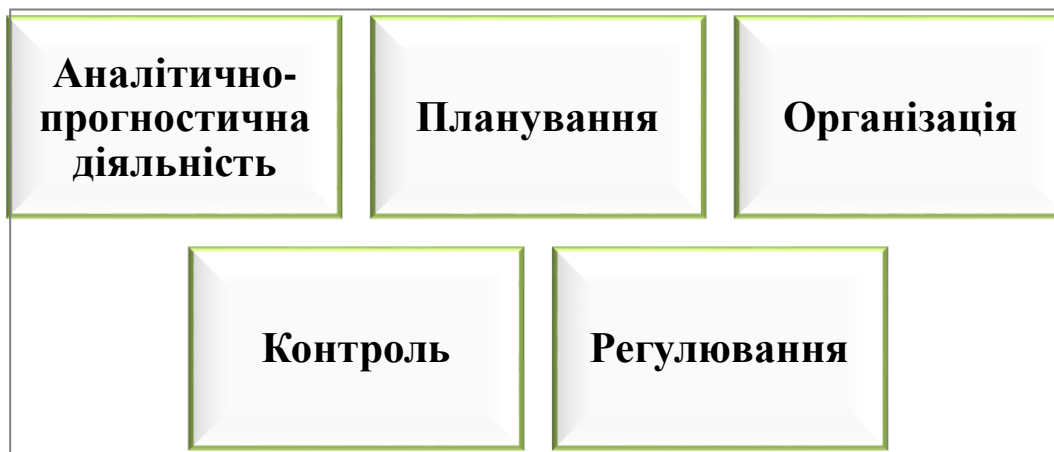 Аналітично-
прогностична
діяльність
Планування
Організація
Контроль
Регулювання